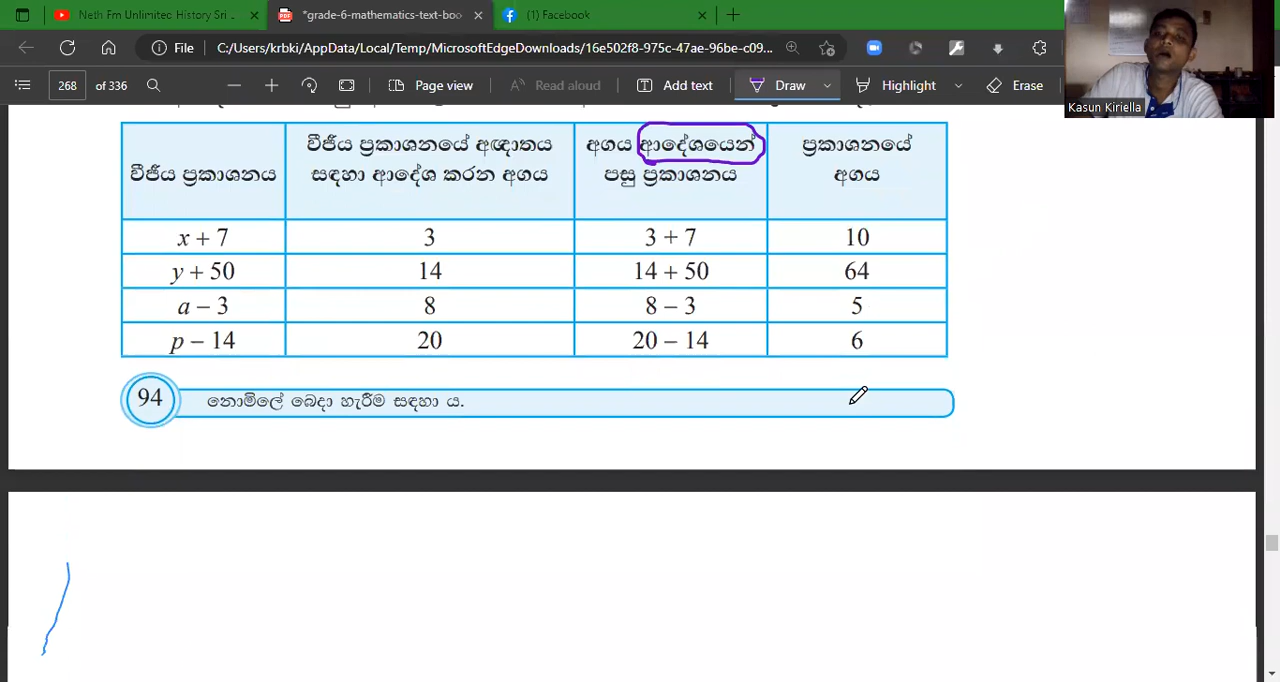 Neth Fm Unlimited History Sri
*grade-6-mathematics-text-boo
(1) Facebook
File C:/Users/krbki/AppData/Local/Temp/MicrosoftEdgeDownloads/16e502f8-975c-47ae-96be-c09...
268 of 336 Page view Read aloud Add text Draw Highlight Erase
Kasun Kiriella
වීජීය ප්‍රකාශනය
වීජීය ප්‍රකාශනයේ අඥාතය
සඳහා ආදේශ කරන අගය
අගය ආදේශයෙන්
පසු ප්‍රකාශනය
ප්‍රකාශනයේ
අගය
x + 7 3 3 + 7 10
y + 50 14 14 + 50 64
a – 3 8 8 – 3 5
p – 14 20 20 – 14 6
94 නොමිලේ බෙදා හැරීම සඳහා ය.